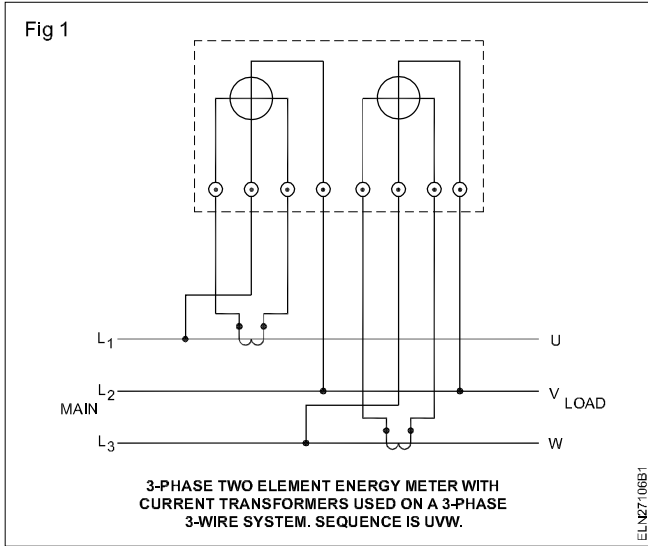 Fig 1
L1
U
L2
V
MAIN
LOAD
L3
W
3-PHASE TWO ELEMENT ENERGY METER WITH
CURRENT TRANSFORMERS USED ON A 3-PHASE
3-WIRE SYSTEM. SEQUENCE IS UVW.
ELN27106B1